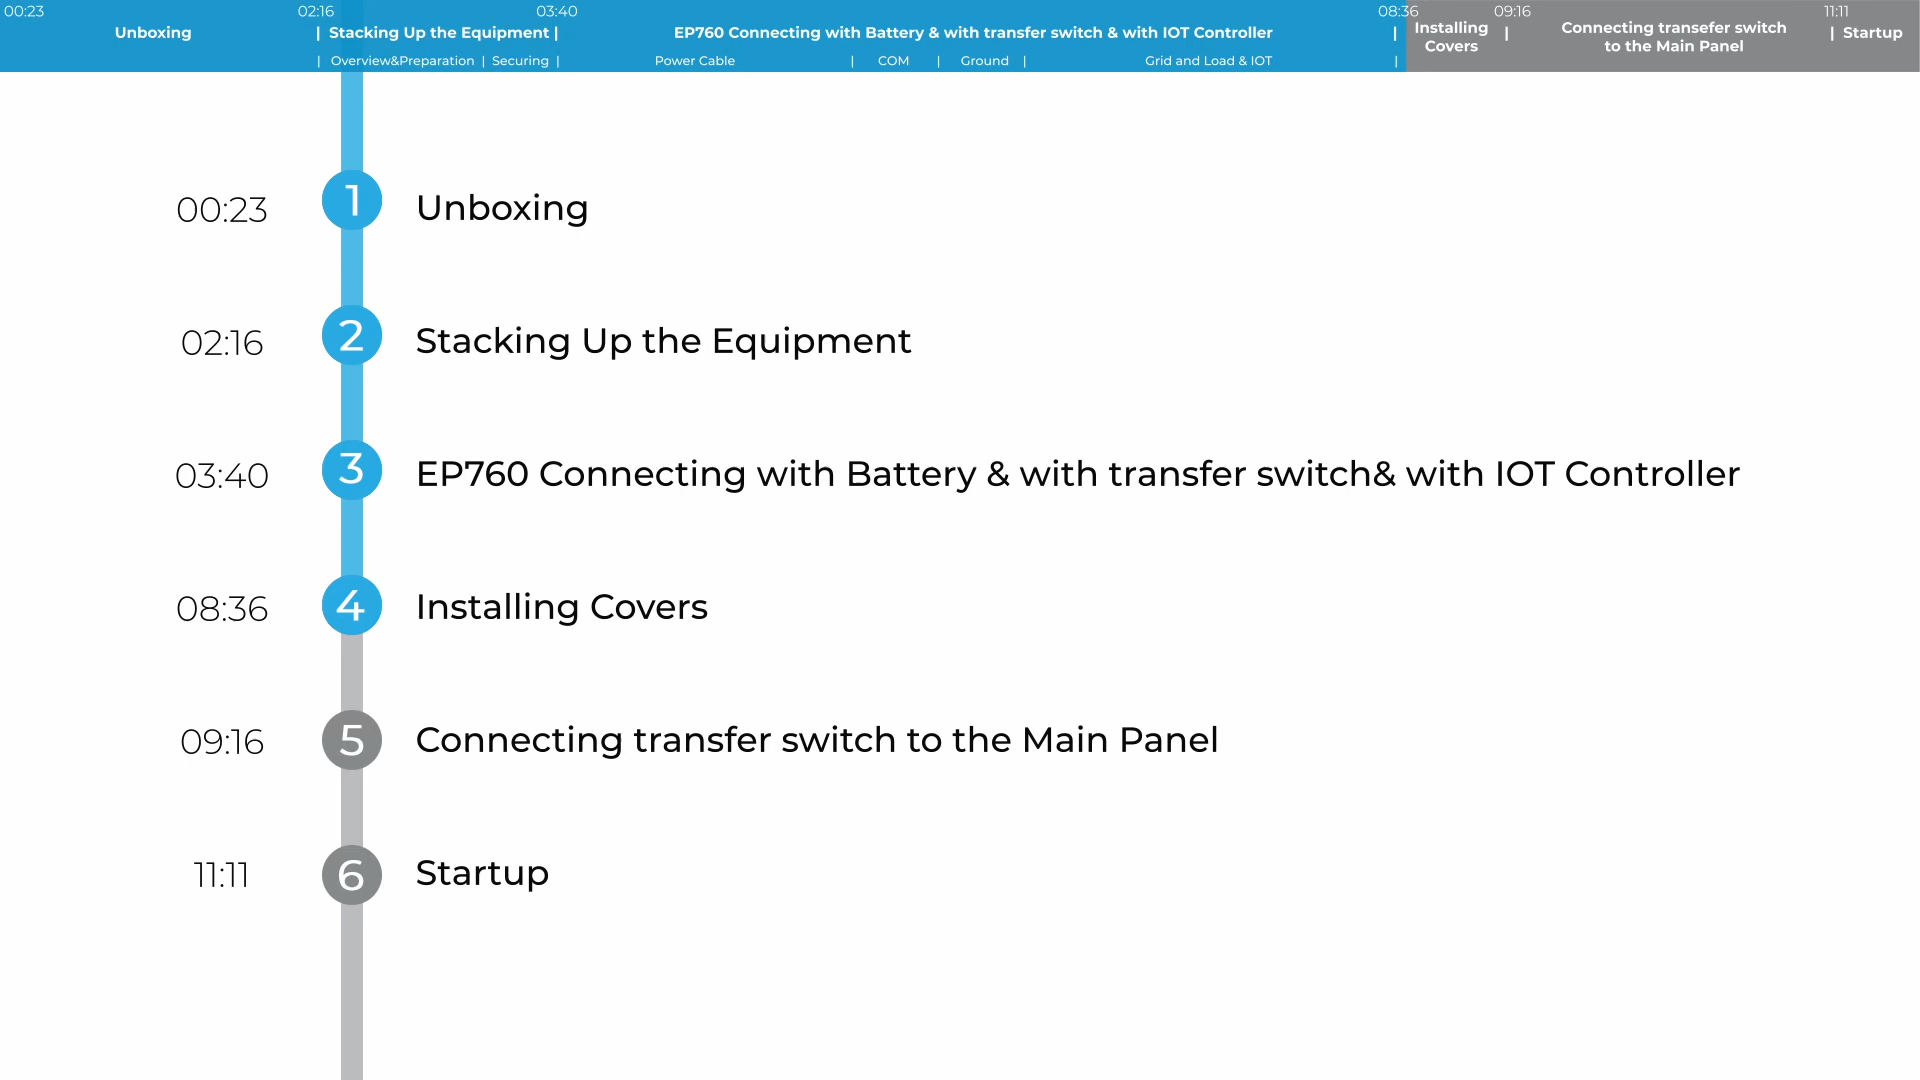 00:23 02:16 03:40 08:36 09:16 11:11
Unboxing | Stacking Up the Equipment | EP760 Connecting with Battery & with transfer switch & with IOT Controller | Installing Covers | Connecting transefer switch to the Main Panel | Startup
| Overview&Preparation | Securing | Power Cable | COM | Ground | Grid and Load & IOT |
00:23 1 Unboxing
02:16 2 Stacking Up the Equipment
03:40 3 EP760 Connecting with Battery & with transfer switch& with IOT Controller
08:36 4 Installing Covers
09:16 5 Connecting transfer switch to the Main Panel
11:11 6 Startup